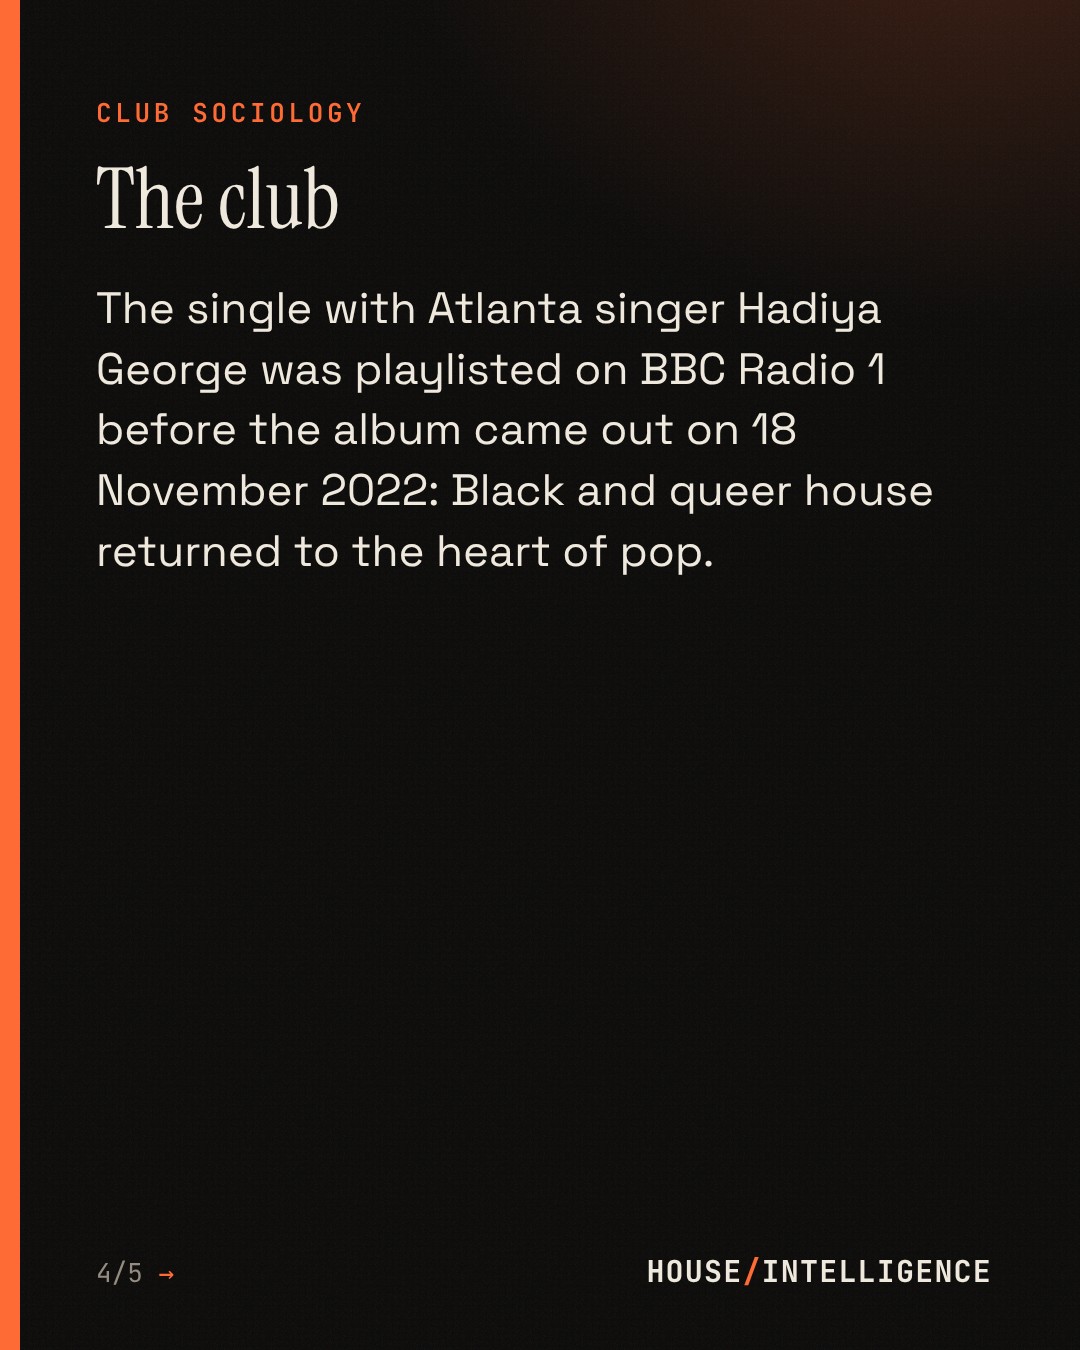 CLUB SOCIOLOGY
The club
The single with Atlanta singer Hadiya
George was playlisted on BBC Radio 1
before the album came out on 18
November 2022: Black and queer house
returned to the heart of pop.
4/5 →
HOUSE/INTELLIGENCE